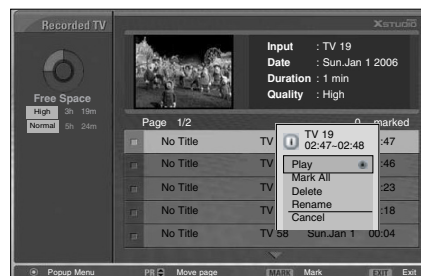 Recorded TV
XSTUDIO
Input : TV 19
Date : Sun.Jan 1 2006
Duration : 1 min
Quality : High
Free Space
High 3h 19m
Normal 5h 24m
Page 1/2
0 marked
No Title TV :47
No Title TV :46
No Title TV :23
No Title TV :18
No Title TV 58 Sun.Jan 1 00:04
TV 19
02:47~02:48
Play
Mark All
Delete
Rename
Cancel
Popup Menu PR Move page MARK Mark EXIT Exit